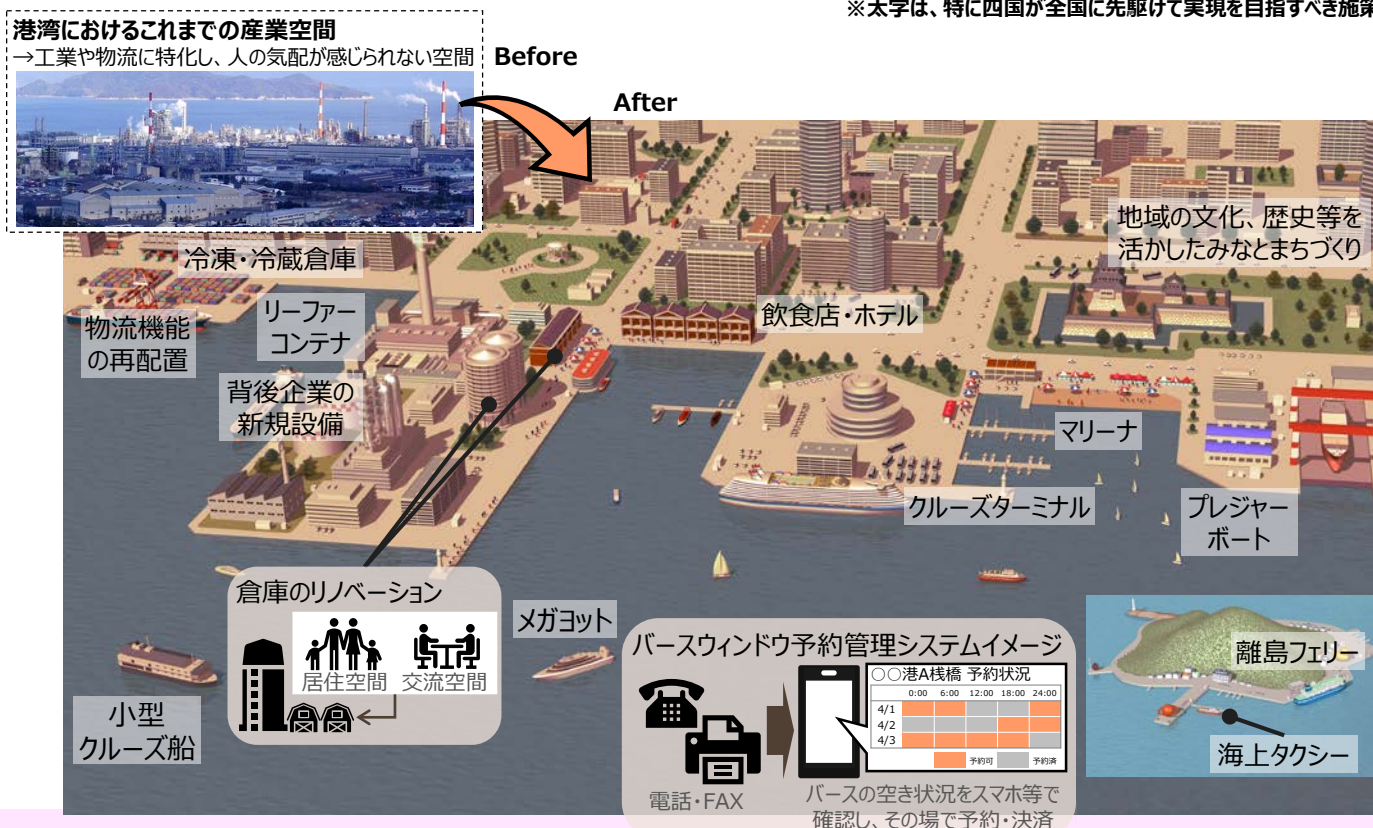 ※太字は、特に四国が全国に先駆けて実現を目指すべき施策
港湾におけるこれまでの産業空間
→工業や物流に特化し、人の気配が感じられない空間
Before
After
地域の文化、歴史等を
活かしたみなとまちづくり
冷凍・冷蔵倉庫
物流機能
の再配置
リーファー
コンテナ
飲食店・ホテル
背後企業の
新規設備
マリーナ
クルーズターミナル
プレジャー
ボート
倉庫のリノベーション
居住空間
交流空間
メガヨット
小型
クルーズ船
バースウィンドウ予約管理システムイメージ
○○港A桟橋 予約状況
0:00 6:00 12:00 18:00 24:00
4/1
4/2
4/3
予約可
予約済
電話・FAX
バースの空き状況をスマホ等で
確認し、その場で予約・決済
離島フェリー
海上タクシー